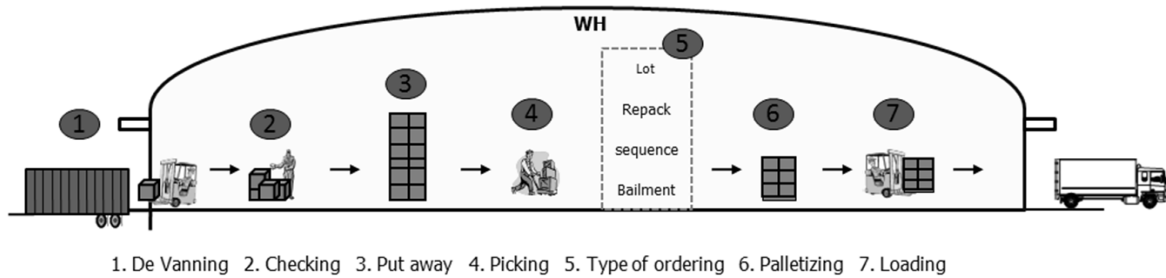 WH
1
2
3
4
5
6
7
Lot
Repack
sequence
Bailment
1. De Vanning 2. Checking 3. Put away 4. Picking 5. Type of ordering 6. Palletizing 7. Loading